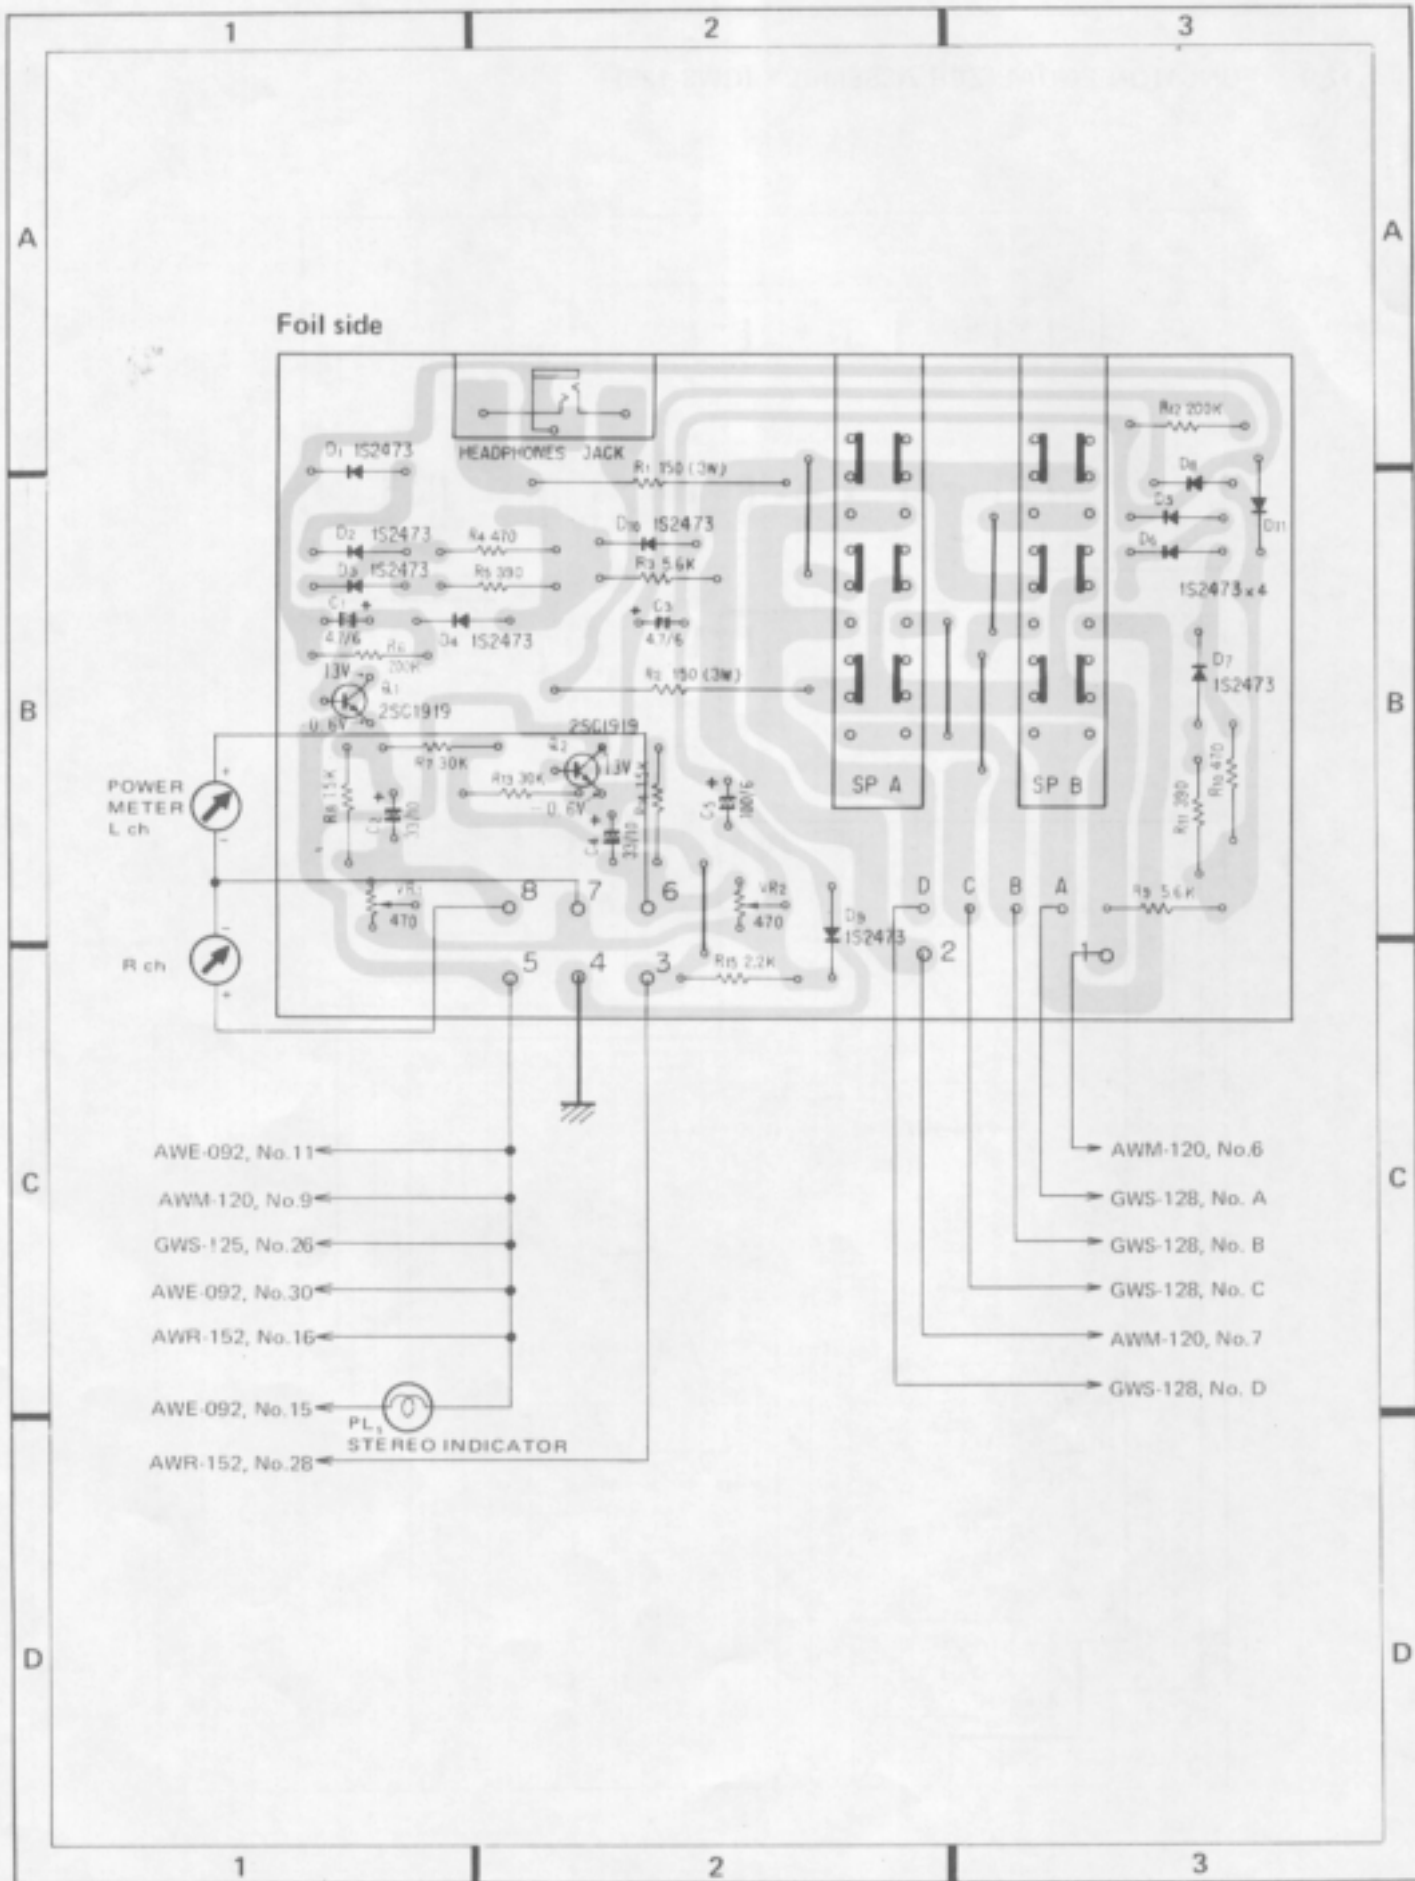 1 2 3
A A
Foil side
R12 200K
D1 1S2473
HEADPHONES JACK
R1 150 (3W)
D8
D5
D11
D2 1S2473
R4 470
D10 1S2473
D6
D3 1S2473
R5 390
R3 5.6K
1S2473 x4
C1 +
4.7/6
D4 1S2473
+ C3
4.7/6
R6
200K
13V
D7
1S2473
R2 150 (3W)
B B
Q1
2SC1919
-0.6V
2SC1919
Q2
13V
R7 30K
R13 30K
-0.6V
SP A
SP B
POWER
METER
L ch
+
-
R8 1.5K
C2 +
33/10
C4 +
33/10
R14 1.5K
C5 +
100/6
R11 390
R10 470
VR1
470
8 7 6
VR2
470
D9
1S2473
D C B A
R9 5.6K
-
R ch
+
5 4 3
R15 2.2K
2
1
AWE-092, No.11
AWM-120, No.6
C C
AWM-120, No.9
GWS-128, No. A
GWS-125, No.26
GWS-128, No. B
AWE-092, No.30
GWS-128, No. C
AWR-152, No.16
AWM-120, No.7
GWS-128, No. D
AWE-092, No.15
PL1
STEREO INDICATOR
AWR-152, No.28
D D
1 2 3